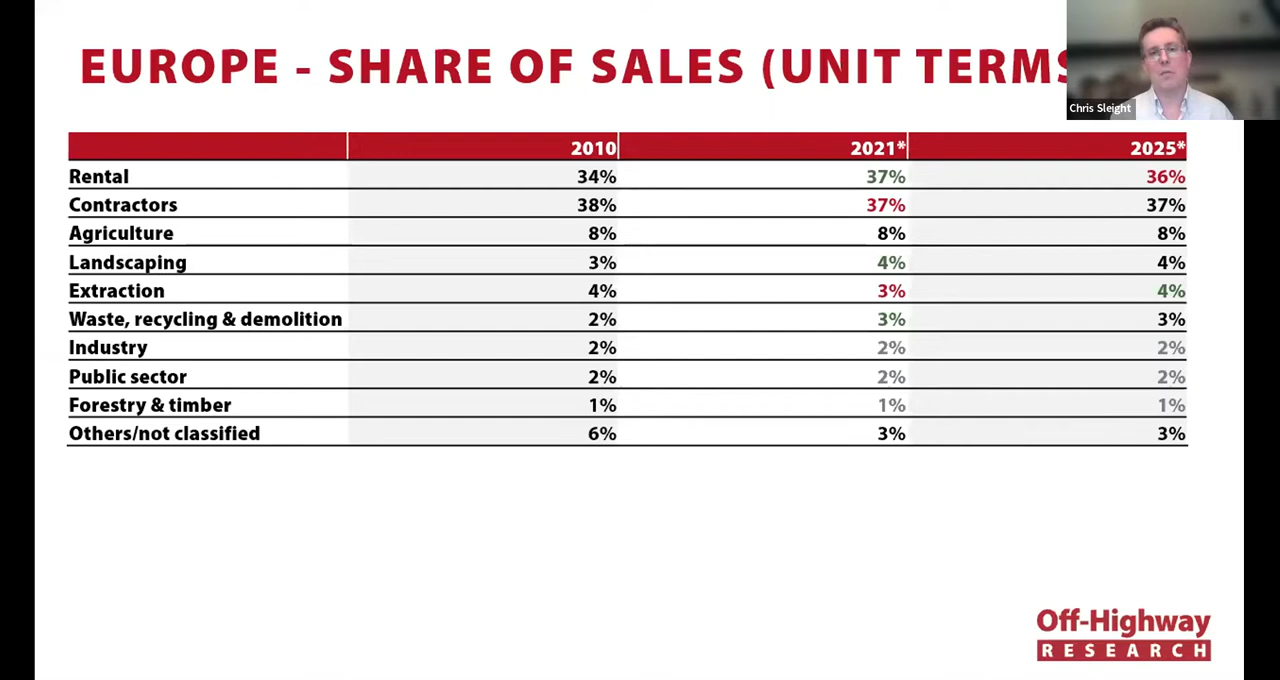 EUROPE - SHARE OF SALES (UNIT TERMS
Chris Sleight
2010 2021* 2025*
Rental 34% 37% 36%
Contractors 38% 37% 37%
Agriculture 8% 8% 8%
Landscaping 3% 4% 4%
Extraction 4% 3% 4%
Waste, recycling & demolition 2% 3% 3%
Industry 2% 2% 2%
Public sector 2% 2% 2%
Forestry & timber 1% 1% 1%
Others/not classified 6% 3% 3%
Off-Highway
RESEARCH